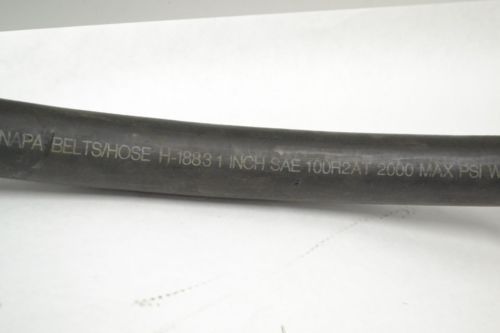 NAPA BELTS/HOSE H-1883 1 INCH SAE 100R2AT 2000 MAX PSI W